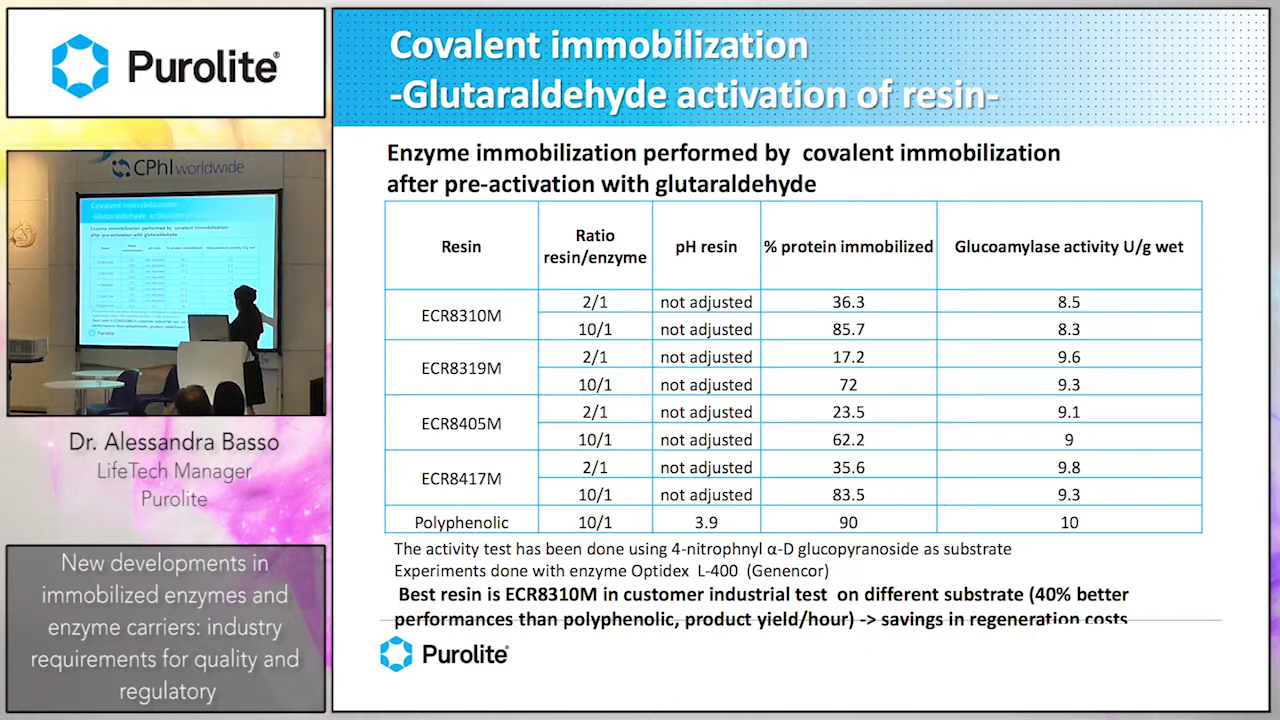 Purolite®
CPhI worldwide
Covalent immobilization
-Glutaraldehyde activation of resin-
Dr. Alessandra Basso
LifeTech Manager
Purolite
New developments in
immobilized enzymes and
enzyme carriers: industry
requirements for quality and
regulatory
Covalent immobilization
-Glutaraldehyde activation of resin-
Enzyme immobilization performed by covalent immobilization
after pre-activation with glutaraldehyde
Resin Ratio resin/enzyme pH resin % protein immobilized Glucoamylase activity U/g wet
ECR8310M 2/1 not adjusted 36.3 8.5
10/1 not adjusted 85.7 8.3
ECR8319M 2/1 not adjusted 17.2 9.6
10/1 not adjusted 72 9.3
ECR8405M 2/1 not adjusted 23.5 9.1
10/1 not adjusted 62.2 9
ECR8417M 2/1 not adjusted 35.6 9.8
10/1 not adjusted 83.5 9.3
Polyphenolic 10/1 3.9 90 10
The activity test has been done using 4-nitrophnyl α-D glucopyranoside as substrate
Experiments done with enzyme Optidex L-400 (Genencor)
Best resin is ECR8310M in customer industrial test on different substrate (40% better
performances than polyphenolic, product yield/hour) -> savings in regeneration costs
Purolite®